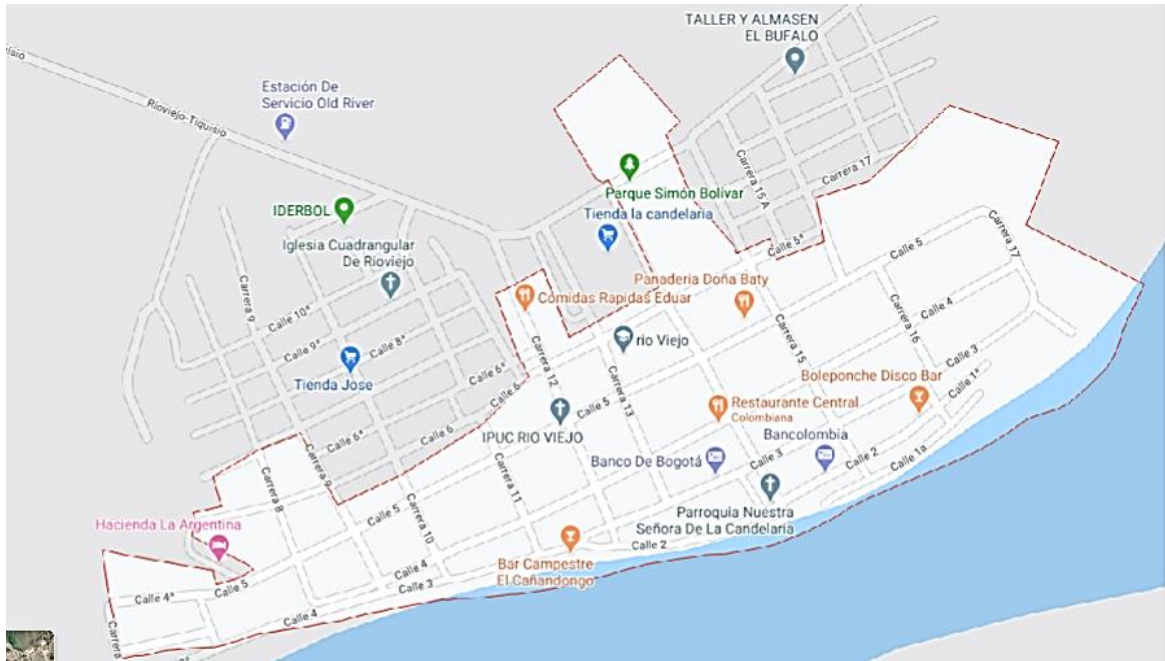 TALLER Y ALMASEN
EL BUFALO
Estación De
Servicio Old River
Rioviejo-Tiquisio
Parque Simón Bolívar
Carrera 15 A
Carrera 17
IDERBOL
Tienda la candelaria
Iglesia Cuadrangular
De Rioviejo
Calle 5ª
Calle 5
Carrera 17
Carrera 9
Calle 10ª
Panadería Doña Baty
Comidas Rapidas Eduar
Calle 4
Calle 9ª
Calle 8ª
Carrera 16
rio Viejo
Carrera 15
Carrera 12
Calle 3
Tienda Jose
Calle 6ª
Calle 6
Boleponche Disco Bar
Calle 1ª
Carrera 13
Restaurante Central
Colombiana
Calle 5
Calle 6ª
Calle 6
IPUC RIO VIEJO
Bancolombia
Banco De Bogotá
Calle 3
Calle 2
Calle 1a
Carrera 9
Carrera 8
Carrera 11
Parroquia Nuestra
Señora De La Candelaria
Hacienda La Argentina
Calle 5
Carrera 10
Calle 2
Bar Campestre
El Cañandongo
Calle 4
Calle 3
Calle 5
Calle 4ª
Calle 4
Carrera